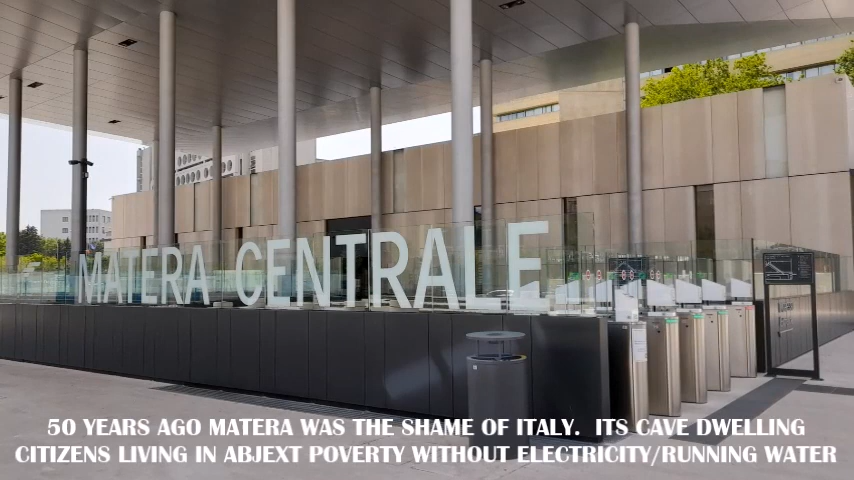 MATERA CENTRALE
50 YEARS AGO MATERA WAS THE SHAME OF ITALY.  ITS CAVE DWELLING
CITIZENS LIVING IN ABJEXT POVERTY WITHOUT ELECTRICITY/RUNNING WATER